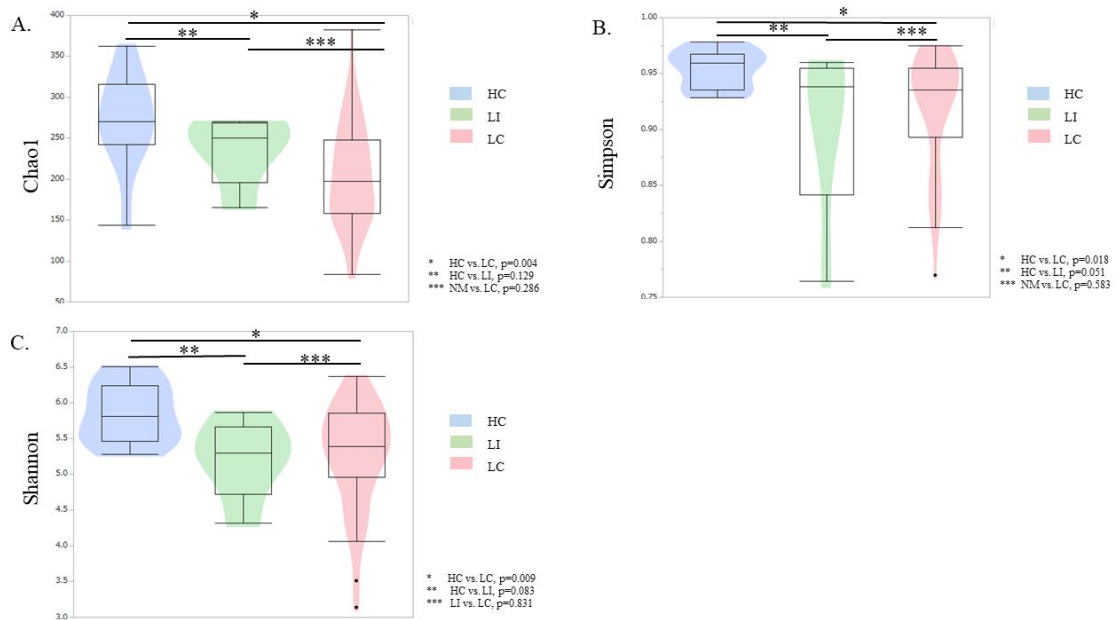 A.
400
350
300
250
200
150
100
50
Chao1
*
**
***
HC
LI
LC
* HC vs. LC, p=0.004
** HC vs. LI, p=0.129
*** NM vs. LC, p=0.286
B.
1.00
0.95
0.90
0.85
0.80
0.75
Simpson
*
**
***
HC
LI
LC
* HC vs. LC, p=0.018
** HC vs. LI, p=0.051
*** NM vs. LC, p=0.583
C.
7.0
6.5
6.0
5.5
5.0
4.5
4.0
3.5
3.0
Shannon
*
**
***
HC
LI
LC
* HC vs. LC, p=0.009
** HC vs. LI, p=0.083
*** LI vs. LC, p=0.831